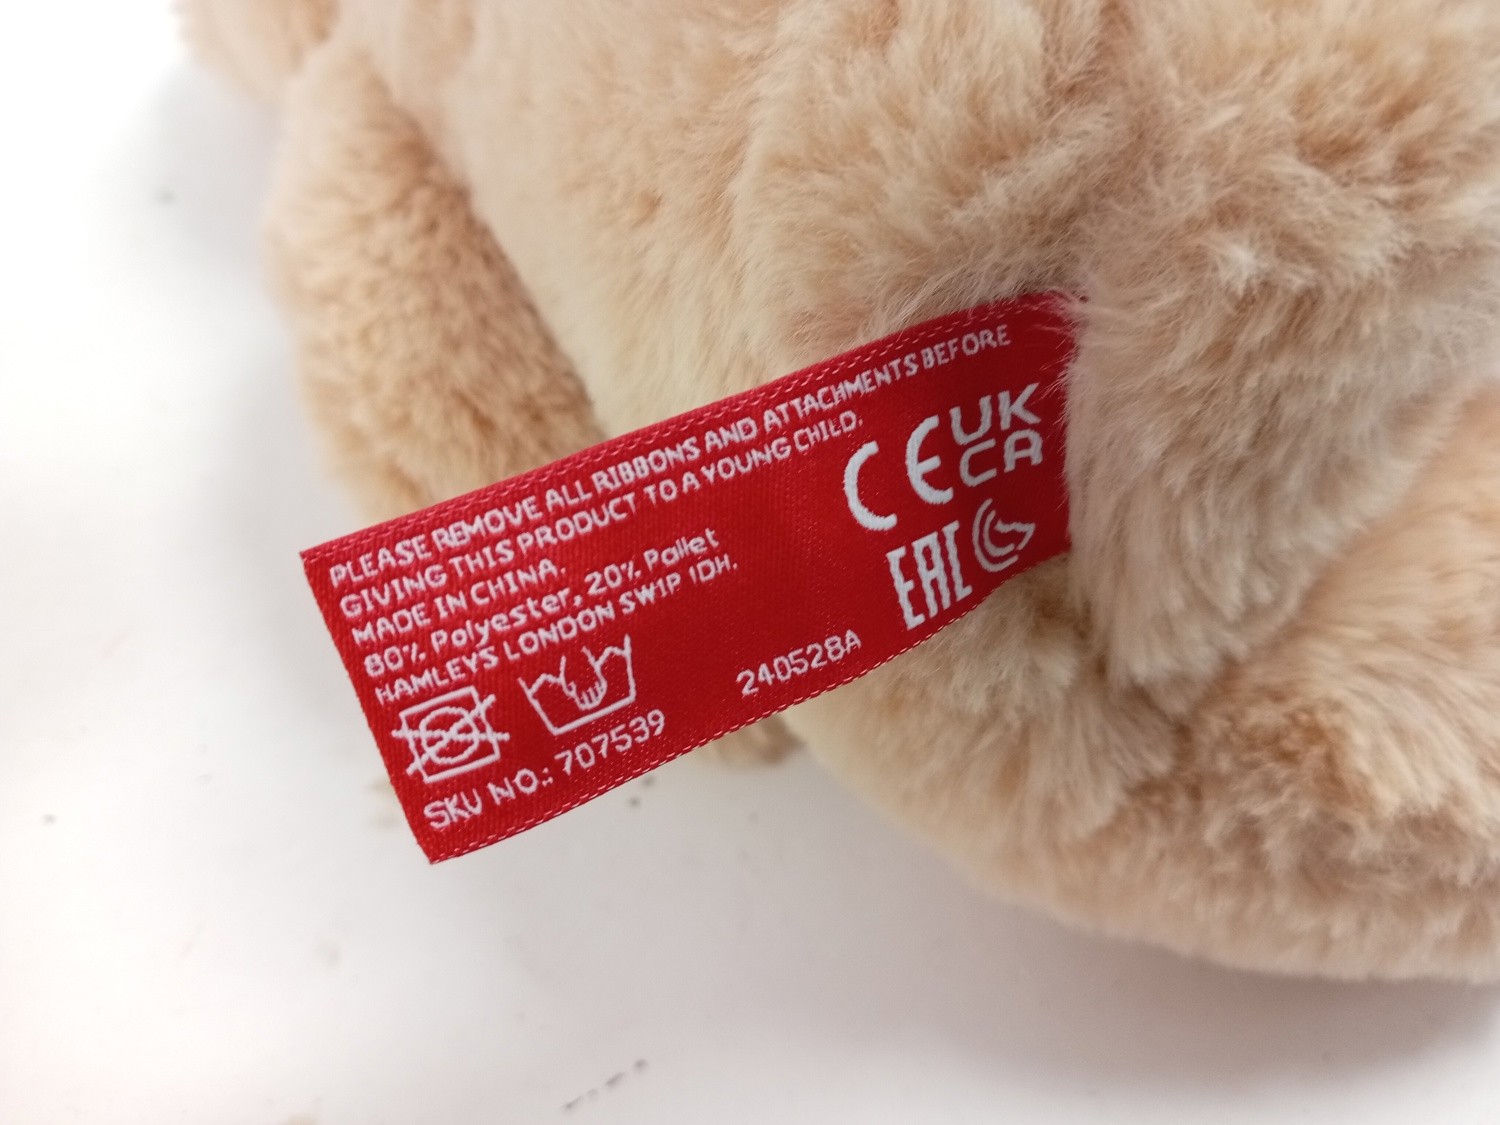 PLEASE REMOVE ALL RIBBONS AND ATTACHMENTS BEFORE
GIVING THIS PRODUCT TO A YOUNG CHILD.
MADE IN CHINA.
80% Polyester, 20% Pallet
HAMLEYS LONDON SW1P 1DH.
CE UK
CA
EAC
SKU NO.: 707539
240528A